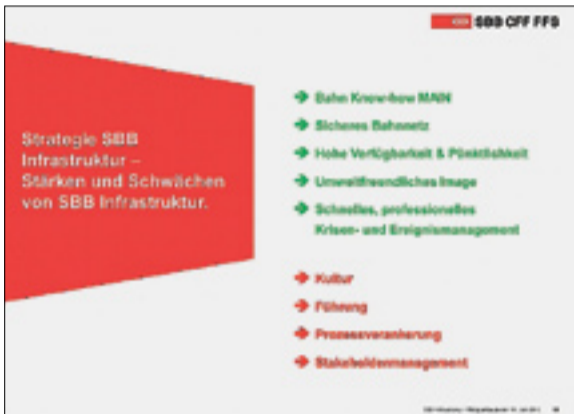 SBB CFF FFS
Strategie SBB
Infrastruktur –
Stärken und Schwächen
von SBB Infrastruktur.
Bahn Know-how MAIN
Sicheres Bahnnetz
Hohe Verfügbarkeit & Pünktlichkeit
Umweltfreundliches Image
Schnelles, professionelles
Krisen- und Ereignismanagement
Kultur
Führung
Prozessverankerung
Stakeholdermanagement